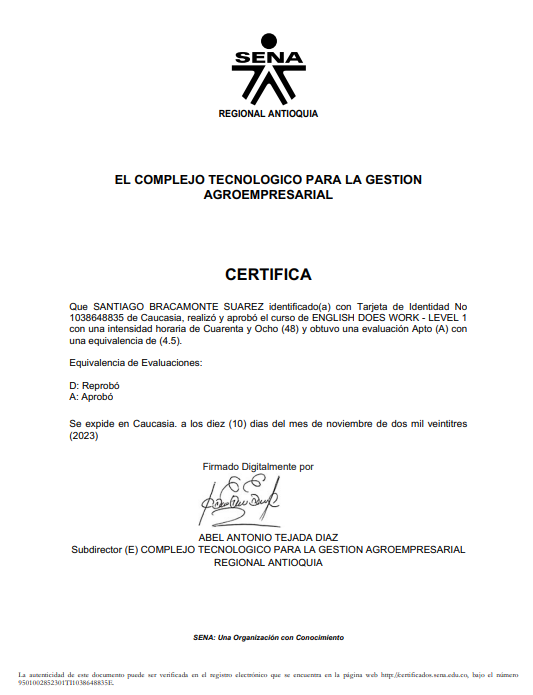 SENA
REGIONAL ANTIOQUIA
EL COMPLEJO TECNOLOGICO PARA LA GESTION
AGROEMPRESARIAL
CERTIFICA
Que SANTIAGO BRACAMONTE SUAREZ identificado(a) con Tarjeta de Identidad No
1038648835 de Caucasia, realizó y aprobó el curso de ENGLISH DOES WORK - LEVEL 1
con una intensidad horaria de Cuarenta y Ocho (48) y obtuvo una evaluación Apto (A) con
una equivalencia de (4.5).
Equivalencia de Evaluaciones:
D: Reprobó
A: Aprobó
Se expide en Caucasia. a los diez (10) dias del mes de noviembre de dos mil veintitres
(2023)
Firmado Digitalmente por
ABEL ANTONIO TEJADA DIAZ
Subdirector (E) COMPLEJO TECNOLOGICO PARA LA GESTION AGROEMPRESARIAL
REGIONAL ANTIOQUIA
SENA: Una Organización con Conocimiento
La autenticidad de este documento puede ser verificada en el registro electrónico que se encuentra en la página web http://certificados.sena.edu.co, bajo el número
9501002852301TI1038648835E.